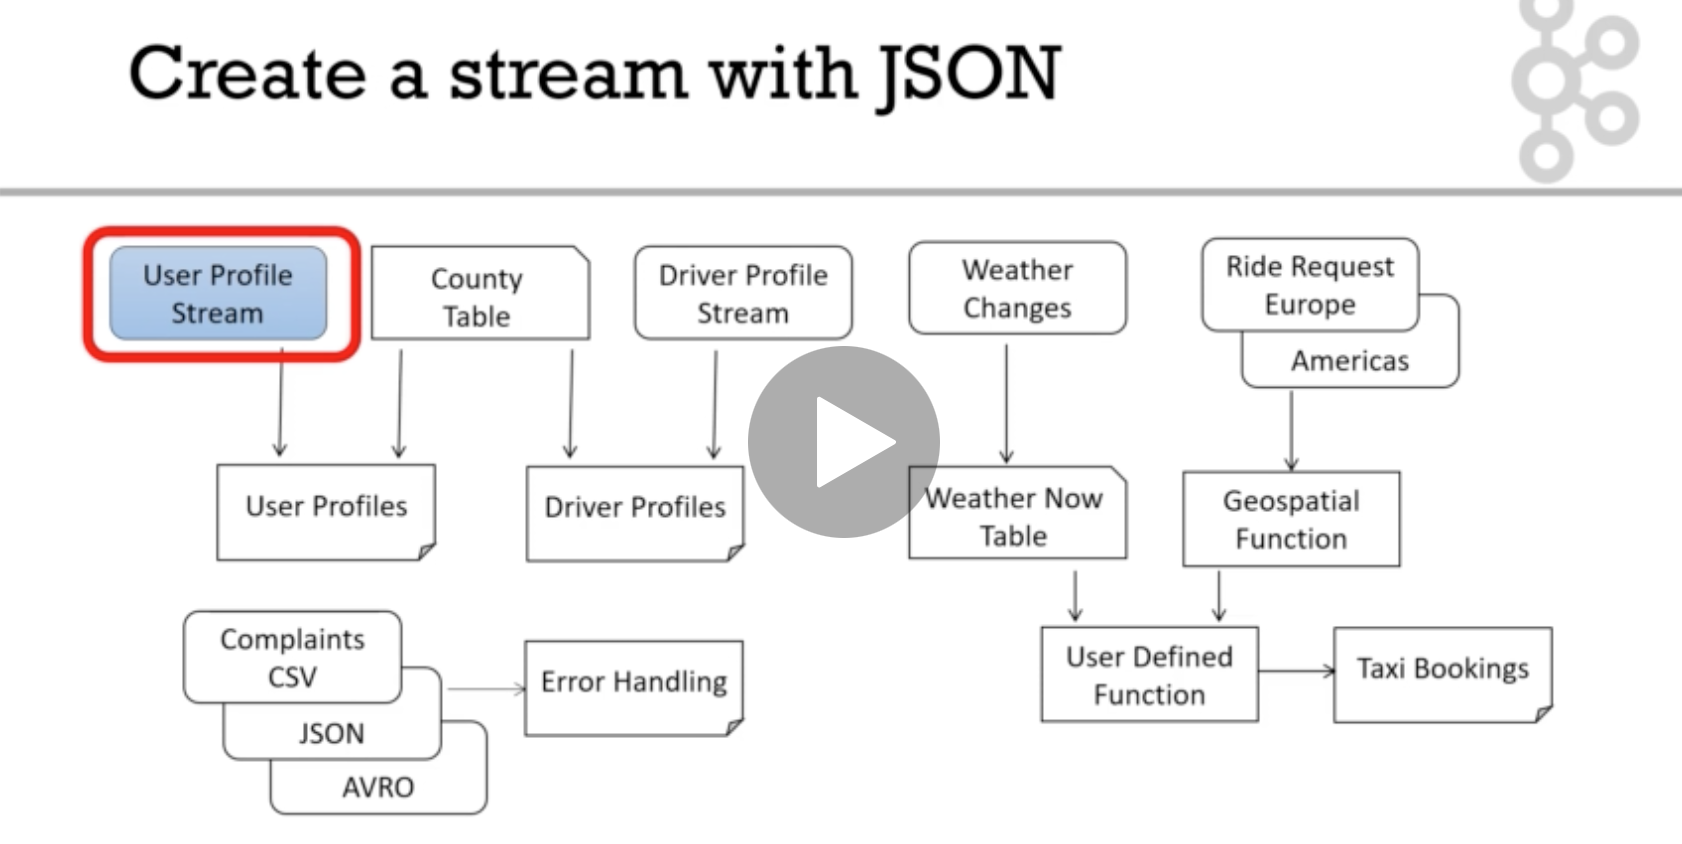 Create a stream with JSON
User Profile
Stream
County
Table
Driver Profile
Stream
Weather
Changes
Ride Request
Europe
Americas
User Profiles
Driver Profiles
Weather Now
Table
Geospatial
Function
Complaints
CSV
JSON
AVRO
Error Handling
User Defined
Function
Taxi Bookings